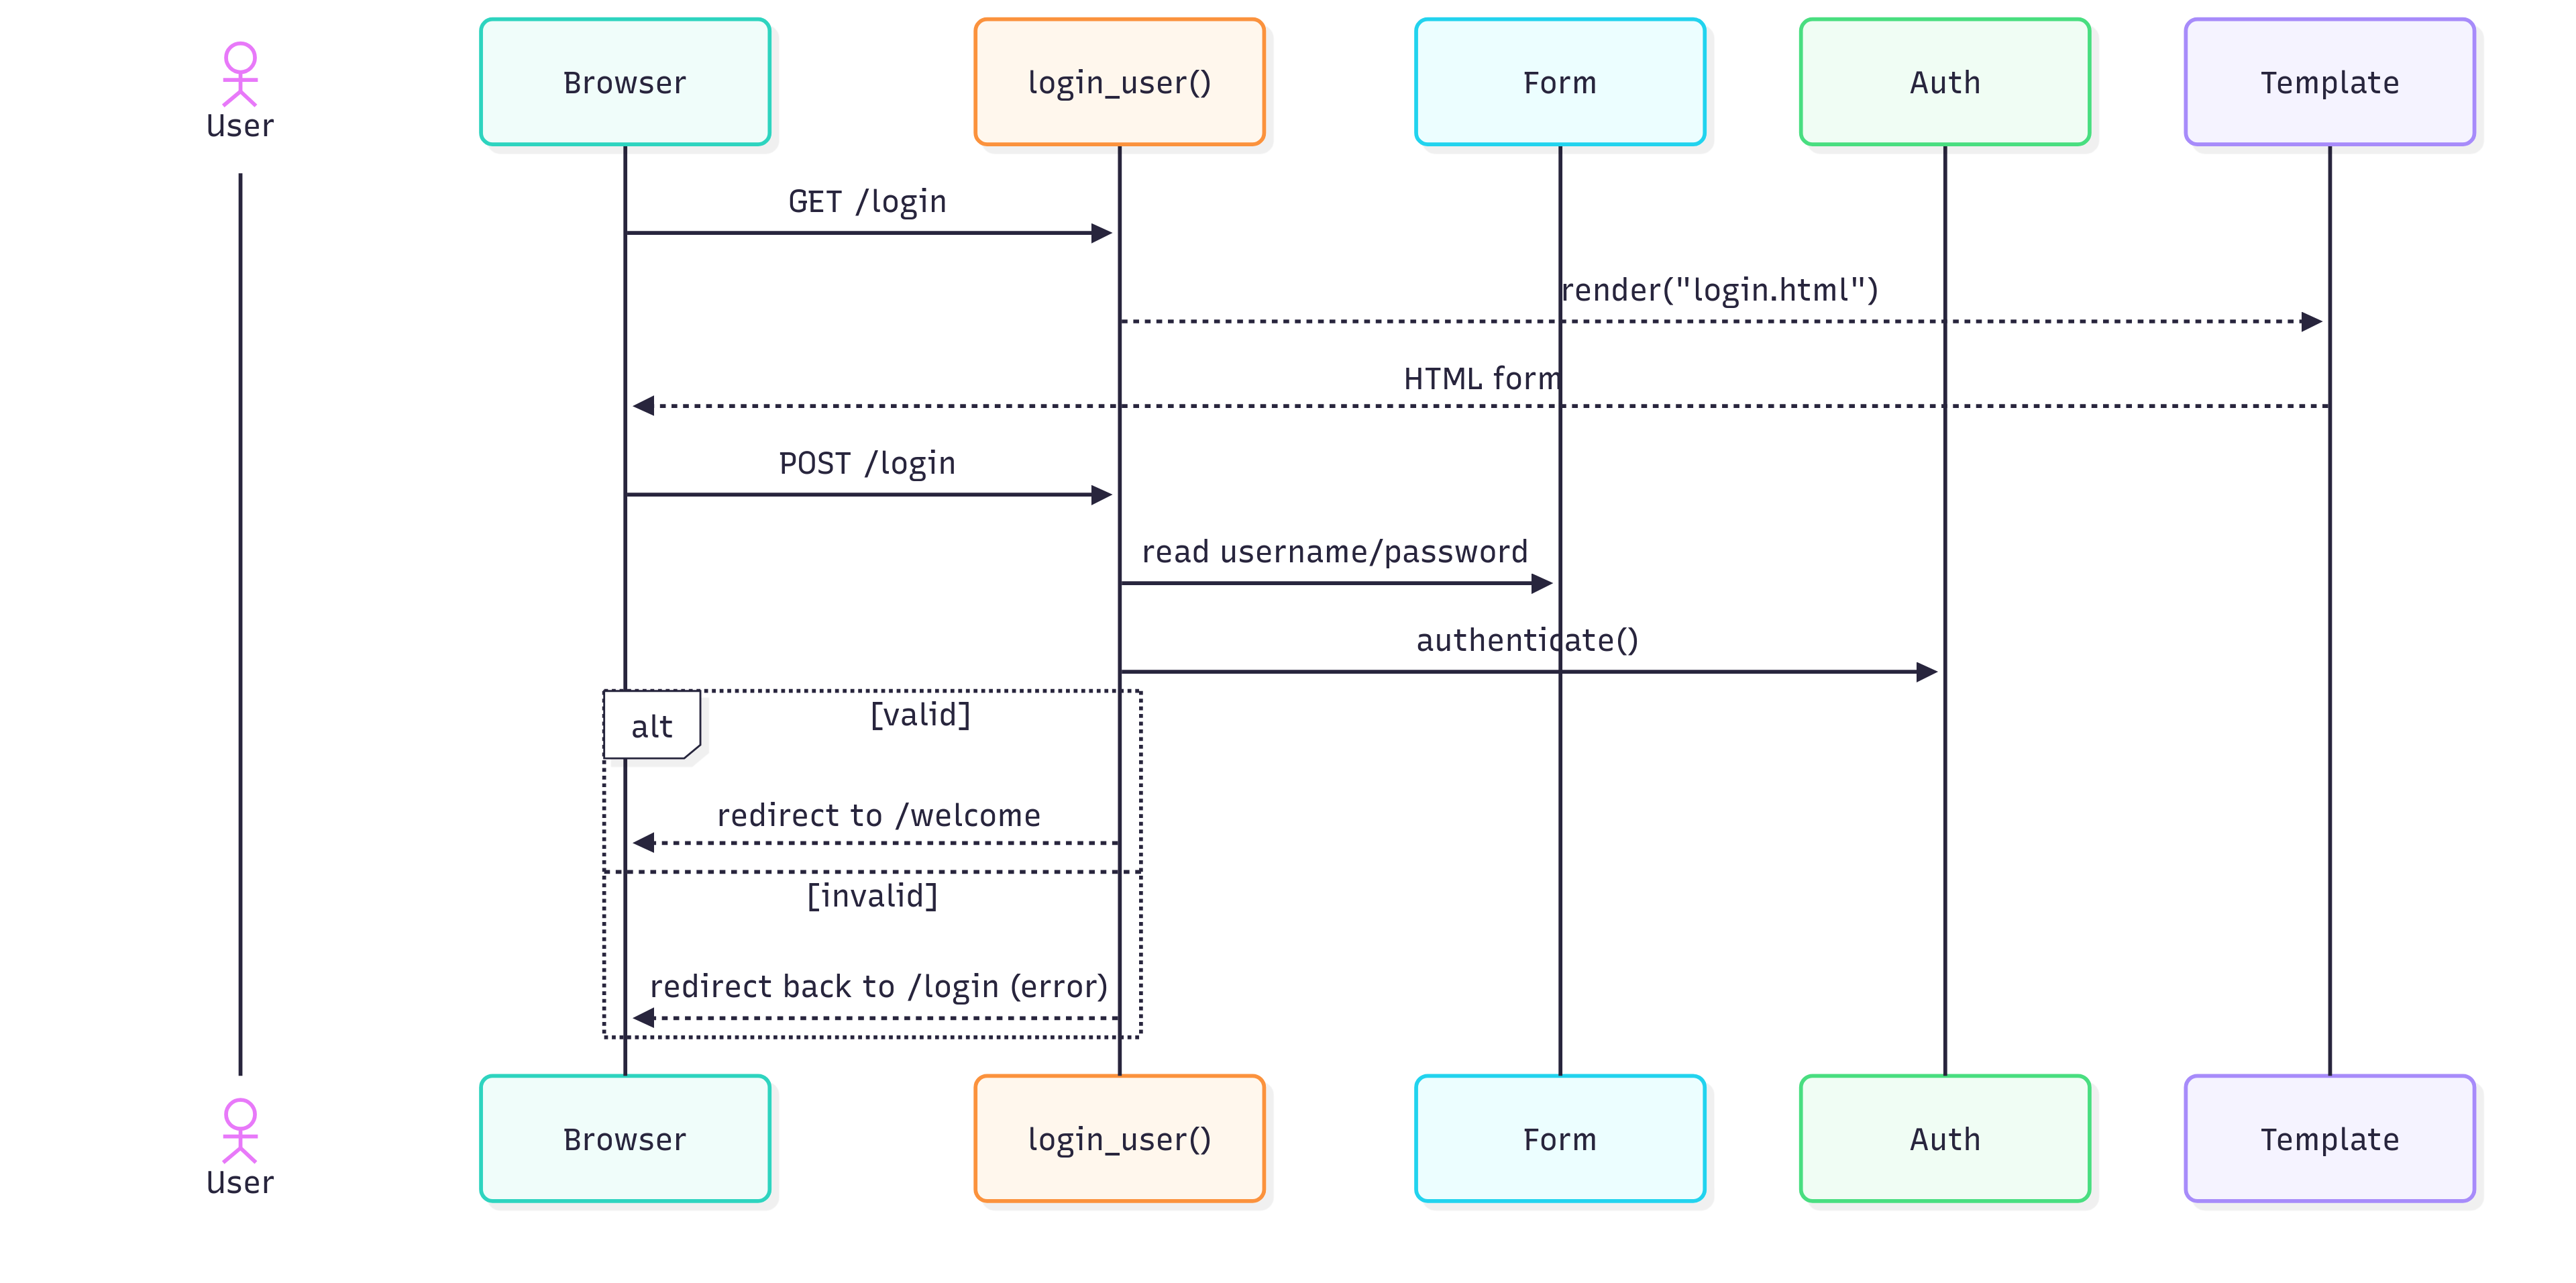 User
Browser
login_user()
Form
Auth
Template
GET /login
render("login.html")
HTML form
POST /login
read username/password
authenticate()
alt
[valid]
redirect to /welcome
[invalid]
redirect back to /login (error)
User
Browser
login_user()
Form
Auth
Template